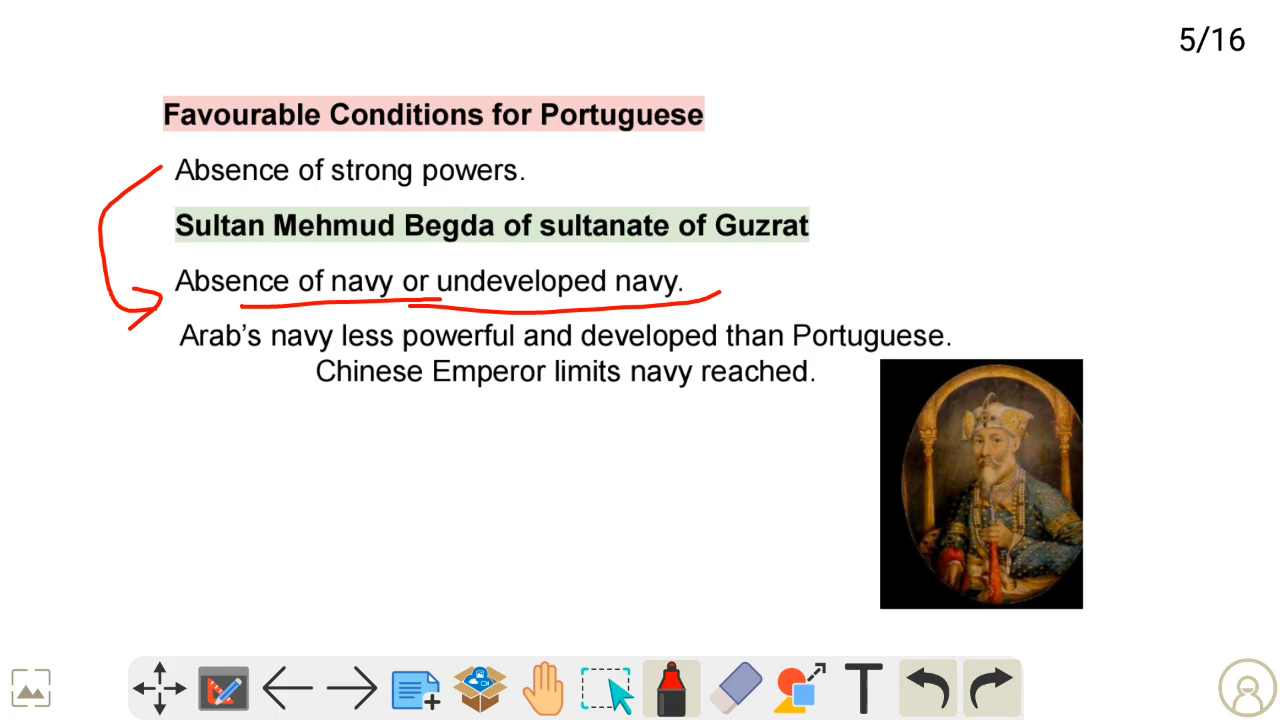 5/16
Favourable Conditions for Portuguese
Absence of strong powers.
Sultan Mehmud Begda of sultanate of Guzrat
Absence of navy or undeveloped navy.
Arab's navy less powerful and developed than Portuguese.
Chinese Emperor limits navy reached.
T